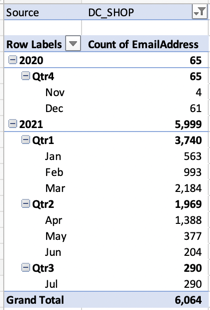 Source DC_SHOP
Row Labels Count of EmailAddress
2020 65
Qtr4 65
Nov 4
Dec 61
2021 5,999
Qtr1 3,740
Jan 563
Feb 993
Mar 2,184
Qtr2 1,969
Apr 1,388
May 377
Jun 204
Qtr3 290
Jul 290
Grand Total 6,064